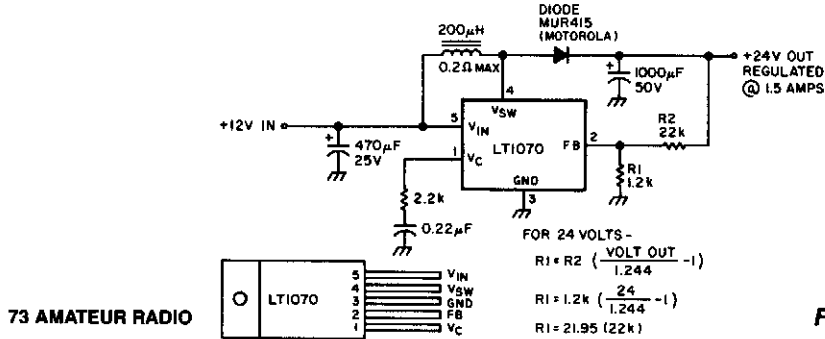 DIODE
MUR415
(MOTOROLA)
200μH
0.2Ω MAX
+24V OUT
REGULATED
@ 1.5 AMPS
1000μF
50V
+
4
VSW
R2
22k
+12V IN
5
VIN
2
FB
+
470μF
25V
1
VC
LT1070
R1
1.2k
GND
3
2.2k
0.22μF
FOR 24 VOLTS -
R1 = R2 ( VOLT OUT / 1.244 -1)
R1 = 1.2k ( 24 / 1.244 -1)
R1 = 21.95 (22k)
LT1070
5 VIN
4 VSW
3 GND
2 FB
1 VC
73 AMATEUR RADIO
F